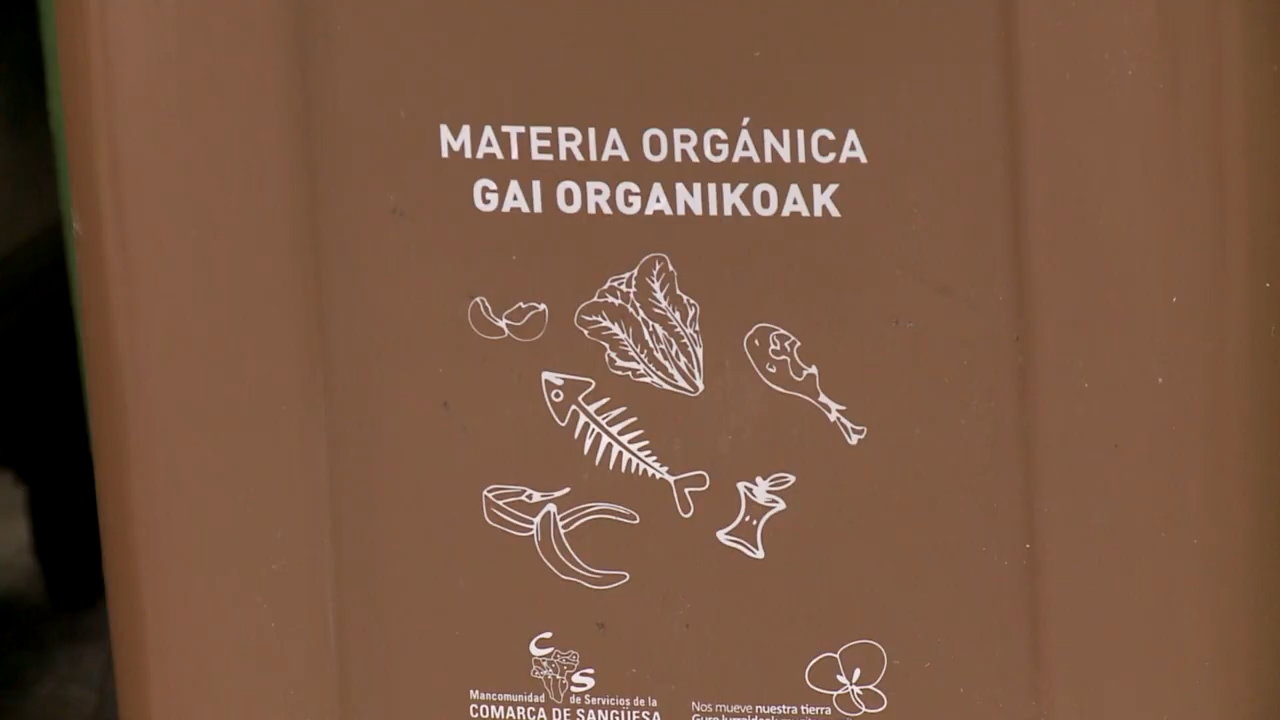 MATERIA ORGÁNICA
GAI ORGANIKOAK
C
S
Mancomunidad de Servicios de la
COMARCA DE SANGÜESA
Nos mueve nuestra tierra